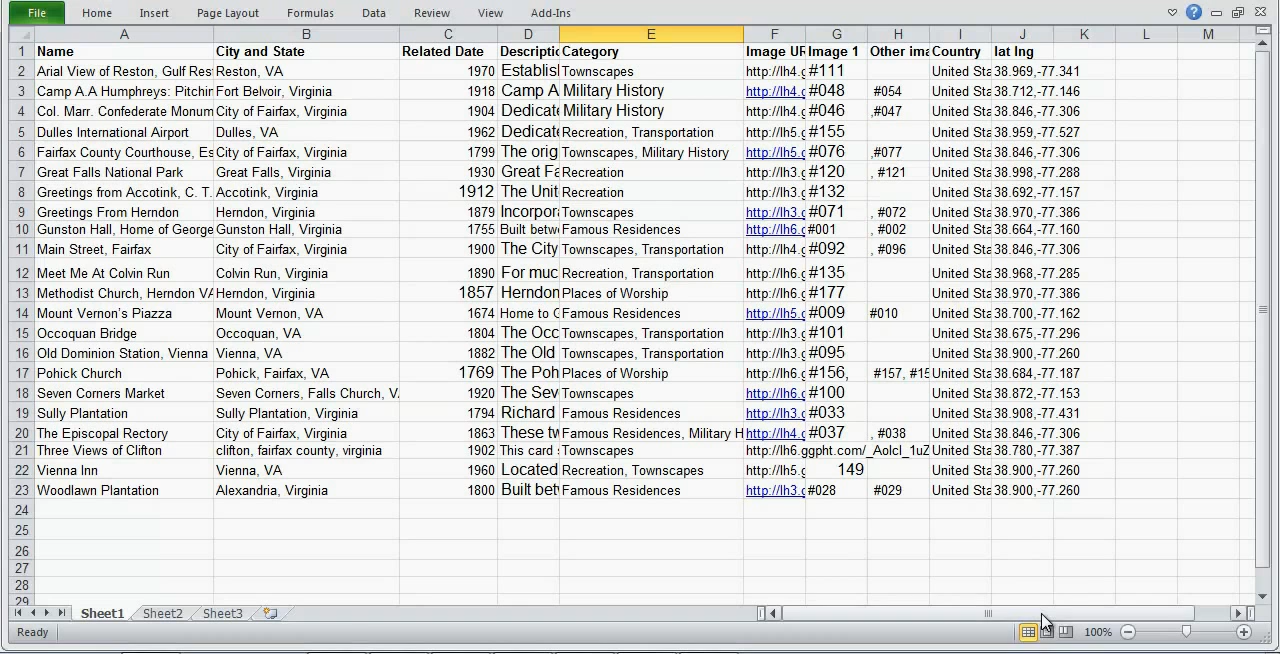 File Home Insert Page Layout Formulas Data Review View Add-Ins
A B C D E F G H I J K L M
1 Name City and State Related Date Descriptic Category Image UF Image 1 Other ima Country lat lng
2 Arial View of Reston, Gulf Res Reston, VA 1970 Establis Townscapes http://lh4.g #111 United Sta 38.969,-77.341
3 Camp A.A Humphreys: Pitchin Fort Belvoir, Virginia 1918 Camp A Military History http://lh4.g #048 #054 United Sta 38.712,-77.146
4 Col. Marr. Confederate Monum City of Fairfax, Virginia 1904 Dedicate Military History http://lh4.g #046 ,#047 United Sta 38.846,-77.306
5 Dulles International Airport Dulles, VA 1962 Dedicate Recreation, Transportation http://lh5.g #155 United Sta 38.959,-77.527
6 Fairfax County Courthouse, Es City of Fairfax, Virginia 1799 The orig Townscapes, Military History http://lh5.g #076 ,#077 United Sta 38.846,-77.306
7 Great Falls National Park Great Falls, Virginia 1930 Great Fa Recreation http://lh3.g #120 , #121 United Sta 38.998,-77.288
8 Greetings from Accotink, C. T. Accotink, Virginia 1912 The Unit Recreation http://lh3.g #132 United Sta 38.692,-77.157
9 Greetings From Herndon Herndon, Virginia 1879 Incorpora Townscapes http://lh3.g #071 , #072 United Sta 38.970,-77.386
10 Gunston Hall, Home of George Gunston Hall, Virginia 1755 Built betwe Famous Residences http://lh6.g #001 , #002 United Sta 38.664,-77.160
11 Main Street, Fairfax City of Fairfax, Virginia 1900 The City Townscapes, Transportation http://lh4.g #092 , #096 United Sta 38.846,-77.306
12 Meet Me At Colvin Run Colvin Run, Virginia 1890 For muc Recreation, Transportation http://lh6.g #135 United Sta 38.968,-77.285
13 Methodist Church, Herndon VA Herndon, Virginia 1857 Herndon Places of Worship http://lh6.g #177 United Sta 38.970,-77.386
14 Mount Vernon's Piazza Mount Vernon, VA 1674 Home to G Famous Residences http://lh5.g #009 #010 United Sta 38.700,-77.162
15 Occoquan Bridge Occoquan, VA 1804 The Occ Townscapes, Transportation http://lh3.g #101 United Sta 38.675,-77.296
16 Old Dominion Station, Vienna Vienna, VA 1882 The Old Townscapes, Transportation http://lh3.g #095 United Sta 38.900,-77.260
17 Pohick Church Pohick, Fairfax, VA 1769 The Poh Places of Worship http://lh6.g #156, #157, #15 United Sta 38.684,-77.187
18 Seven Corners Market Seven Corners, Falls Church, V. 1920 The Sev Townscapes http://lh6.g #100 United Sta 38.872,-77.153
19 Sully Plantation Sully Plantation, Virginia 1794 Richard Famous Residences http://lh3.g #033 United Sta 38.908,-77.431
20 The Episcopal Rectory City of Fairfax, Virginia 1863 These tw Famous Residences, Military H http://lh4.g #037 , #038 United Sta 38.846,-77.306
21 Three Views of Clifton clifton, fairfax county, virginia 1902 This card Townscapes http://lh6.ggpht.com/_Aolcl_1uZ United Sta 38.780,-77.387
22 Vienna Inn Vienna, VA 1960 Located Recreation, Townscapes http://lh5.g 149 United Sta 38.900,-77.260
23 Woodlawn Plantation Alexandria, Virginia 1800 Built betv Famous Residences http://lh3.g #028 #029 United Sta 38.900,-77.260
24
25
26
27
28
29
Sheet1 Sheet2 Sheet3
Ready 100%